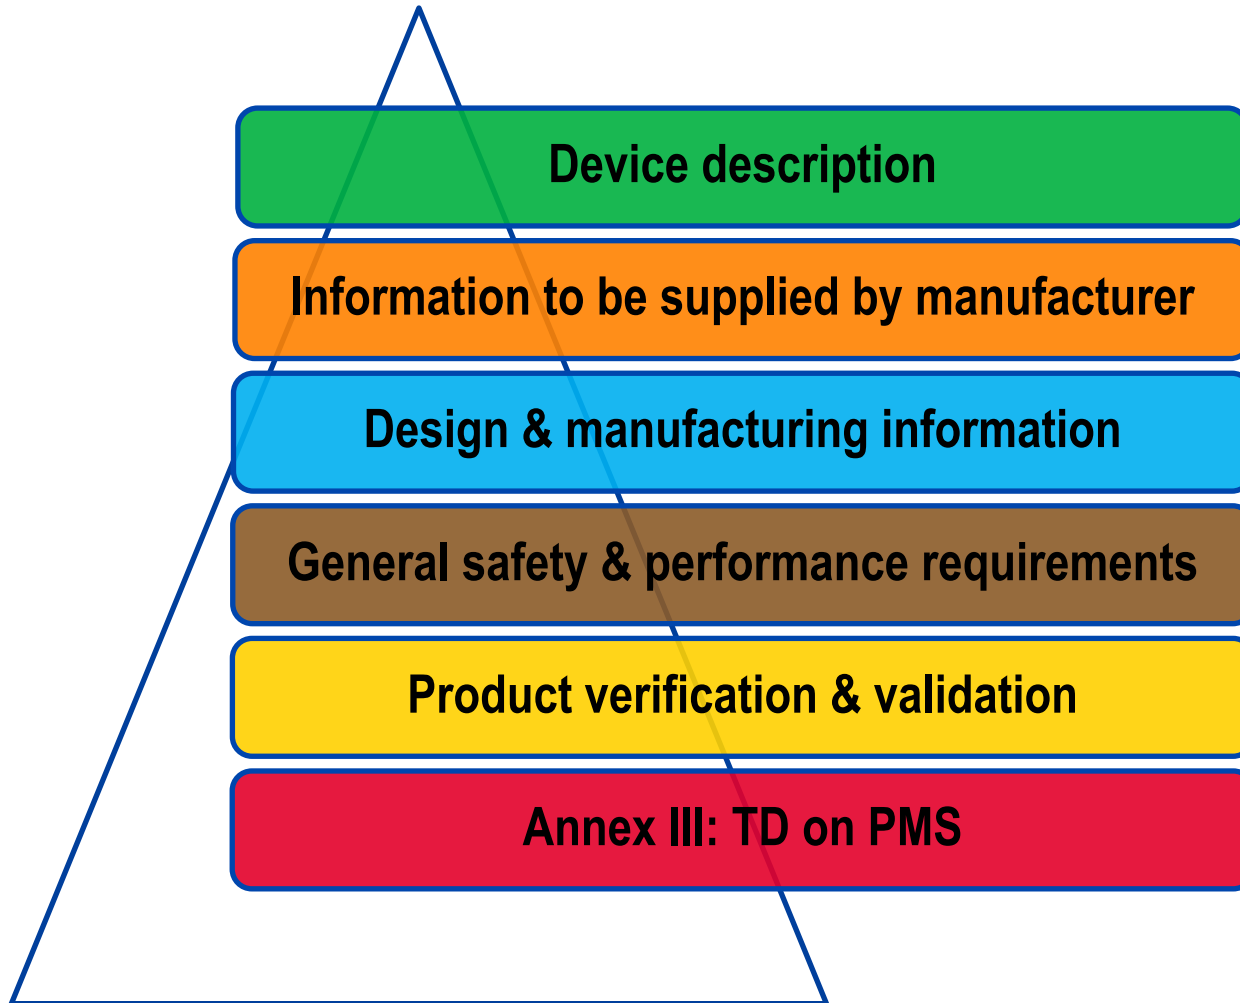 Device description
Information to be supplied by manufacturer
Design & manufacturing information
General safety & performance requirements
Product verification & validation
Annex III: TD on PMS